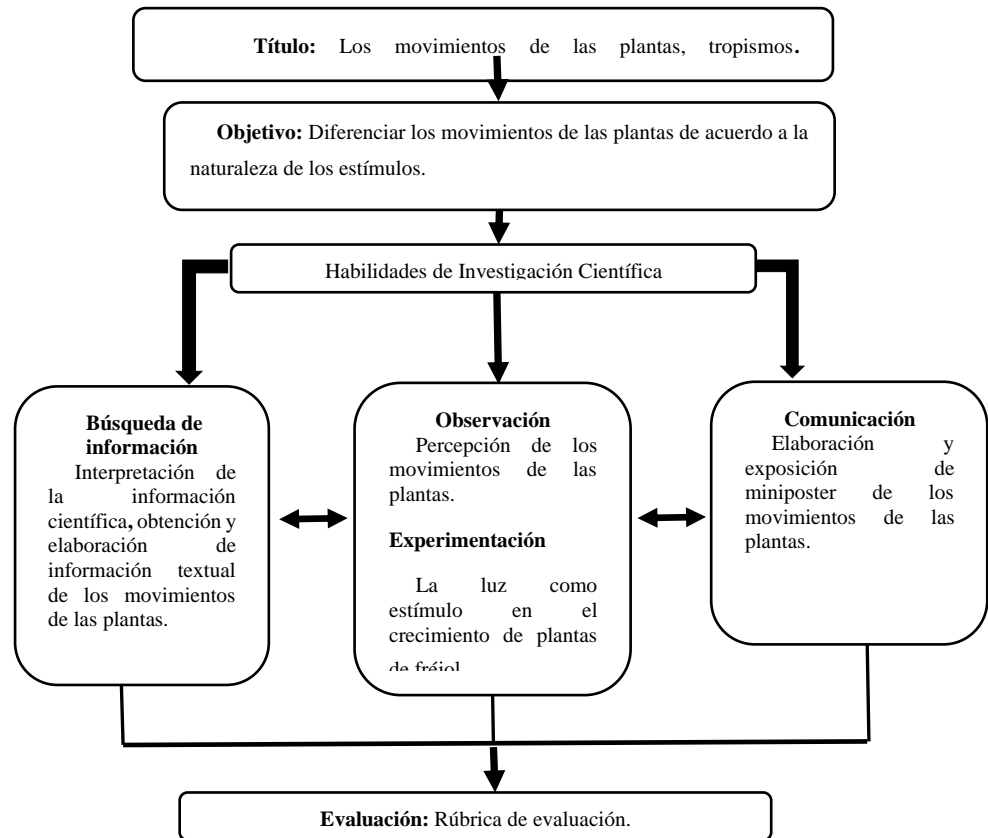 Título: Los movimientos de las plantas, tropismos.
Objetivo: Diferenciar los movimientos de las plantas de acuerdo a la
naturaleza de los estímulos.
Habilidades de Investigación Científica
Búsqueda de
información
Interpretación de
la información
científica, obtención y
elaboración de
información textual
de los movimientos
de las plantas.
Observación
Percepción de los
movimientos de las
plantas.
Experimentación
La luz como
estímulo en el
crecimiento de plantas
de fréjol
Comunicación
Elaboración y
exposición de
miniposter de los
movimientos de las
plantas.
Evaluación: Rúbrica de evaluación.